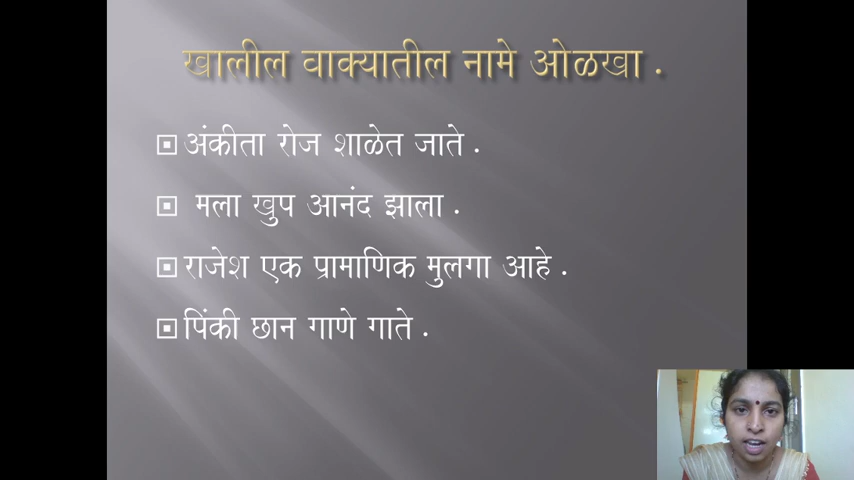 खालील वाक्यातील नामे ओळखा .
अंकीता रोज शाळेत जाते .
मला खुप आनंद झाला .
राजेश एक प्रामाणिक मुलगा आहे .
पिंकी छान गाणे गाते .